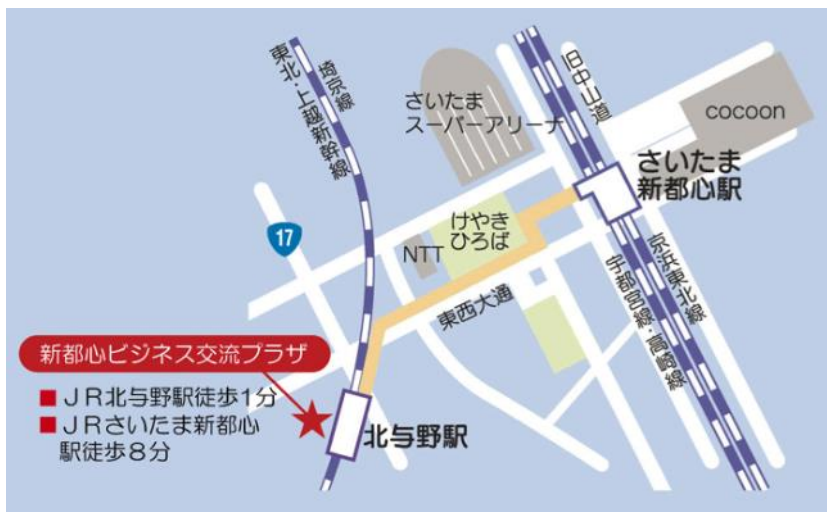 東北・上越新幹線
埼京線
さいたま
スーパーアリーナ
旧中山道
cocoon
さいたま
新都心駅
けやき
ひろば
NTT
17
東西大通
京浜東北線
宇都宮線・高崎線
新都心ビジネス交流プラザ
■ＪＲ北与野駅徒歩1分
■ＪＲさいたま新都心
駅徒歩８分
北与野駅